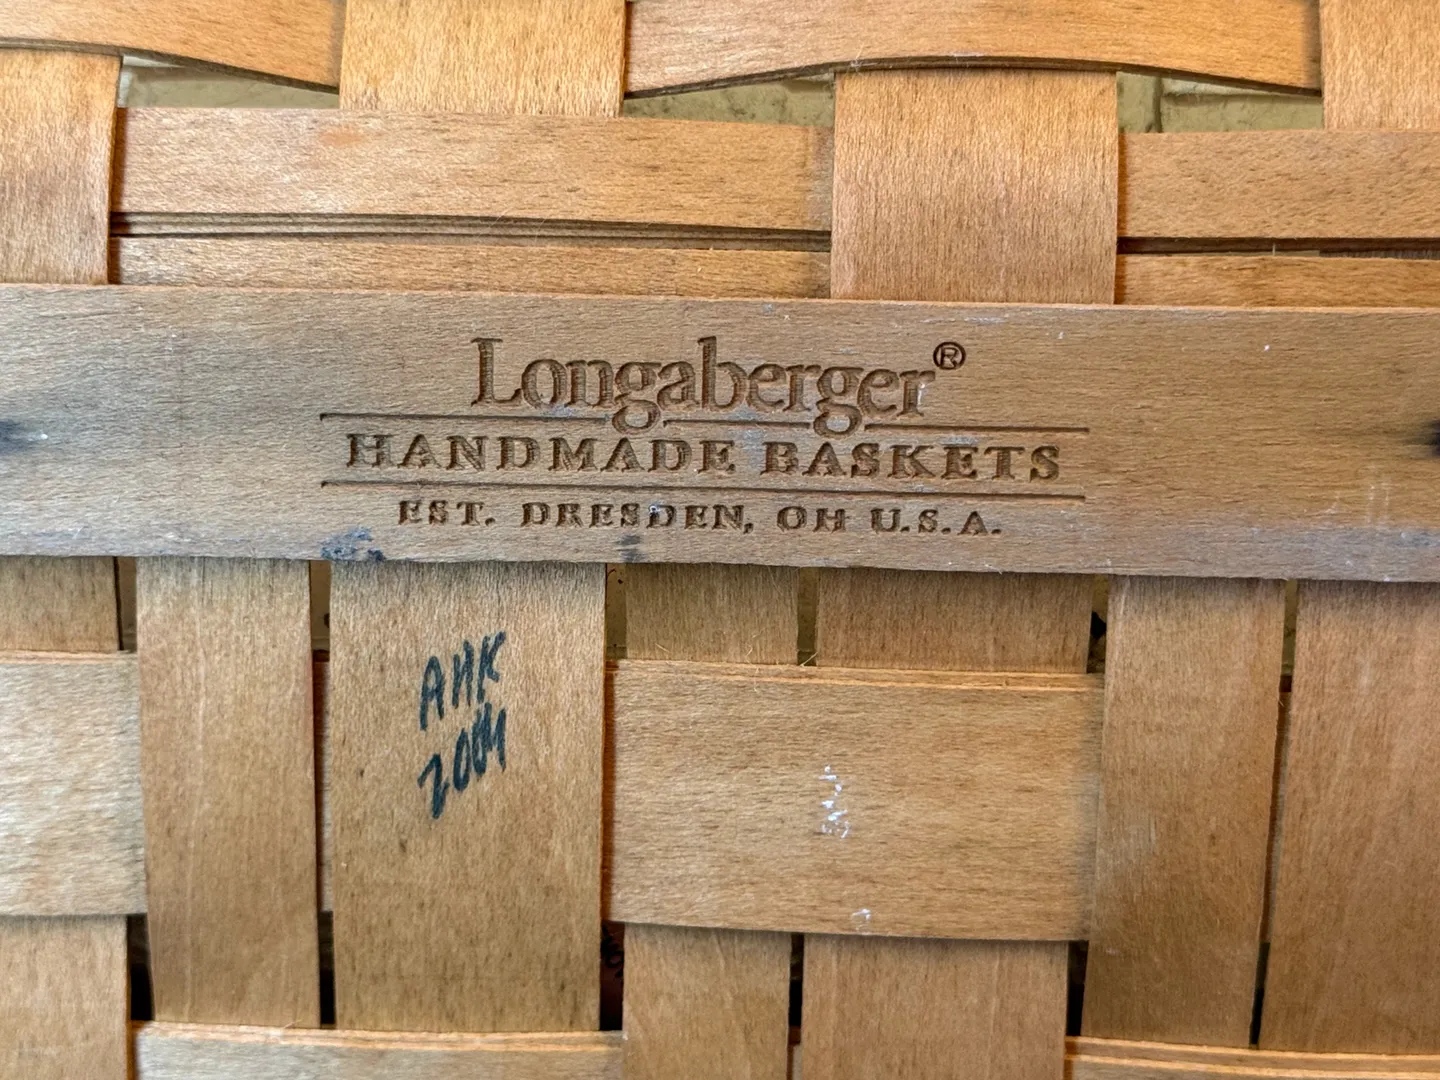 Longaberger®
HANDMADE BASKETS
EST. DRESDEN, OH U.S.A.
AHK
2004